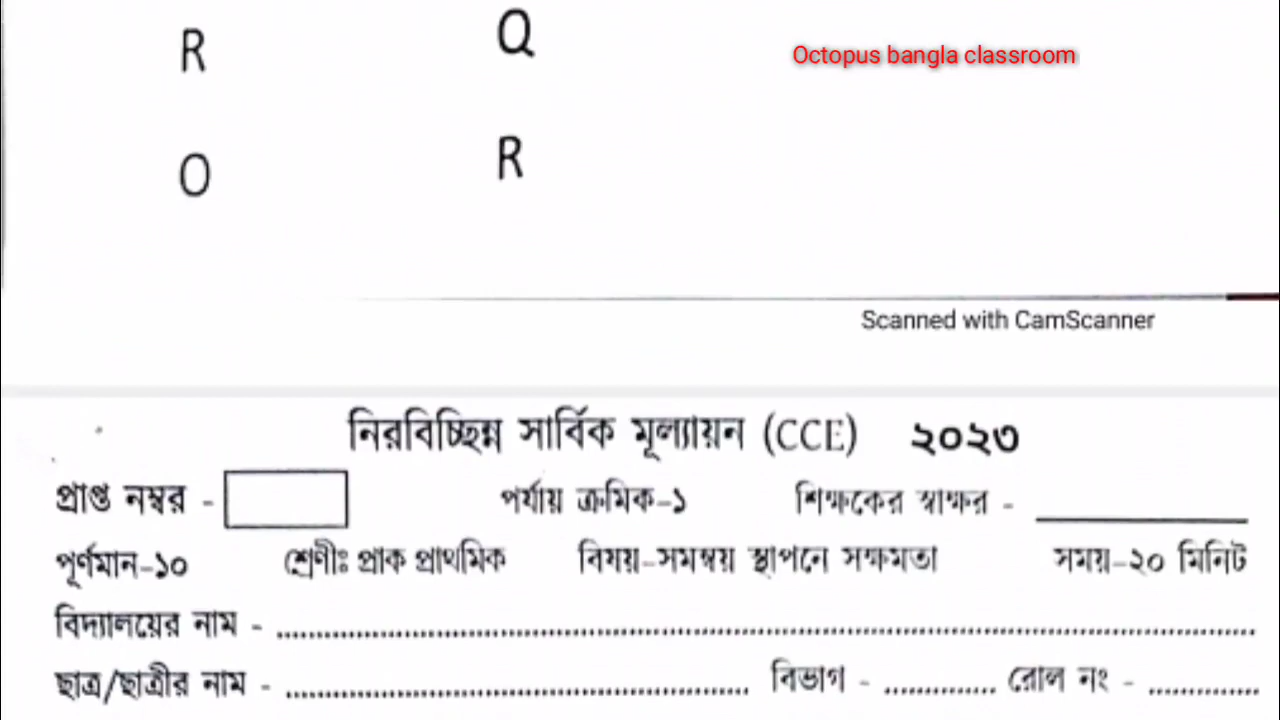 R Q Octopus bangla classroom
O R
Scanned with CamScanner
নিরবিচ্ছিন্ন সার্বিক মূল্যায়ন (CCE) ২০২৩
প্রাপ্ত নম্বর - পর্যায় ক্রমিক-১ শিক্ষকের স্বাক্ষর -
পূর্ণমান-১০ শ্রেণীঃ প্রাক প্রাথমিক বিষয়-সমন্বয় স্থাপনে সক্ষমতা সময়-২০ মিনিট
বিদ্যালয়ের নাম - ........................................
ছাত্র/ছাত্রীর নাম - .............................. বিভাগ - ............ রোল নং - ............